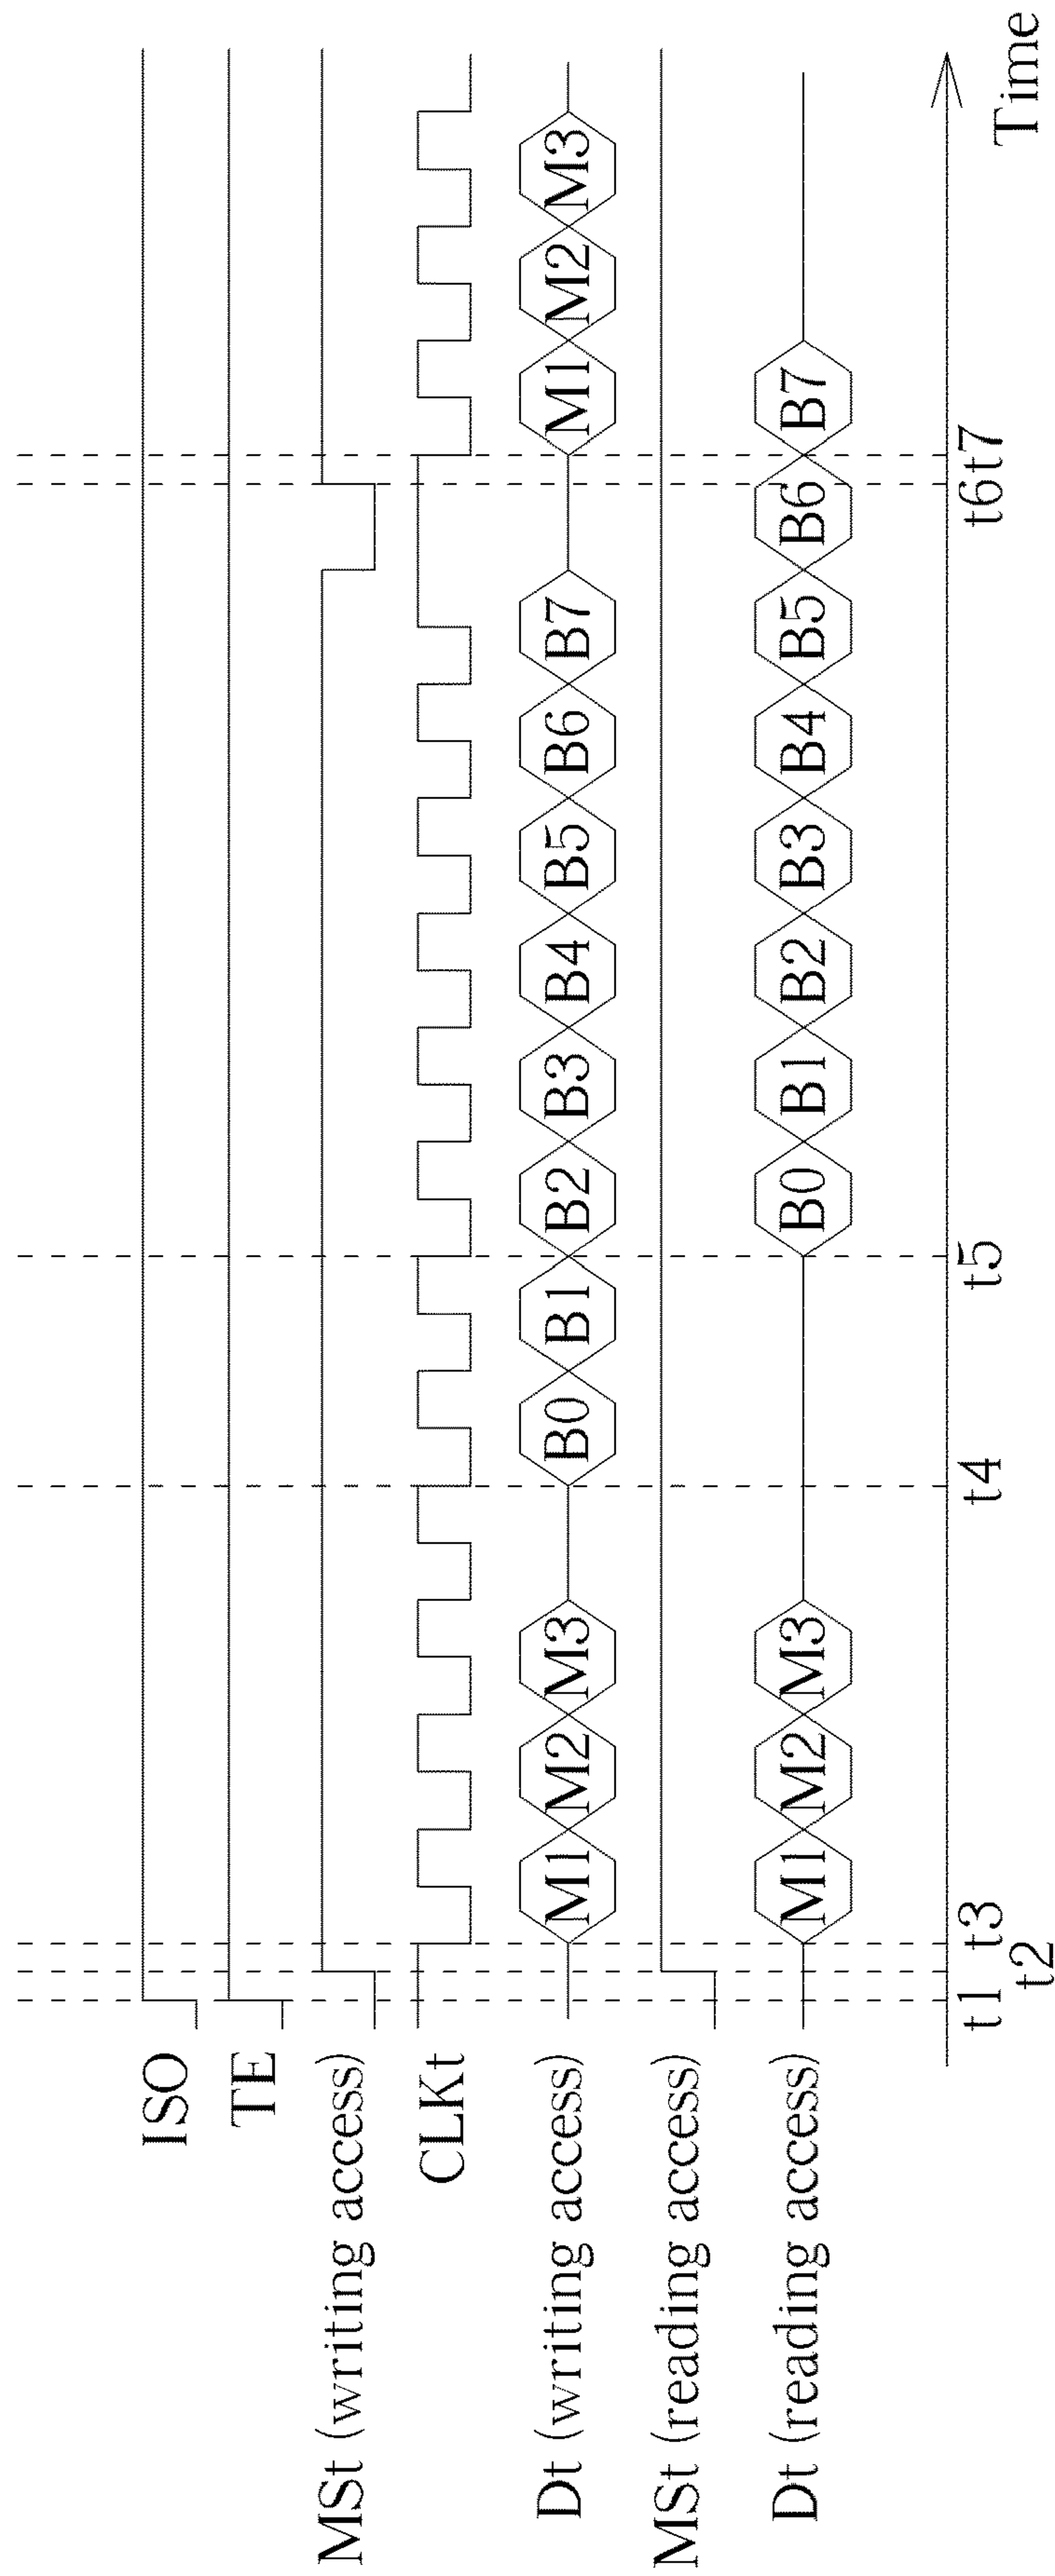 ISO
TE
MSt (writing access)
CLKt
Dt (writing access) M1 M2 M3 B0 B1 B2 B3 B4 B5 B6 B7 M1 M2 M3
MSt (reading access)
Dt (reading access) M1 M2 M3 B0 B1 B2 B3 B4 B5 B6 B7
t1 t2 t3 t4 t5 t6 t7
Time